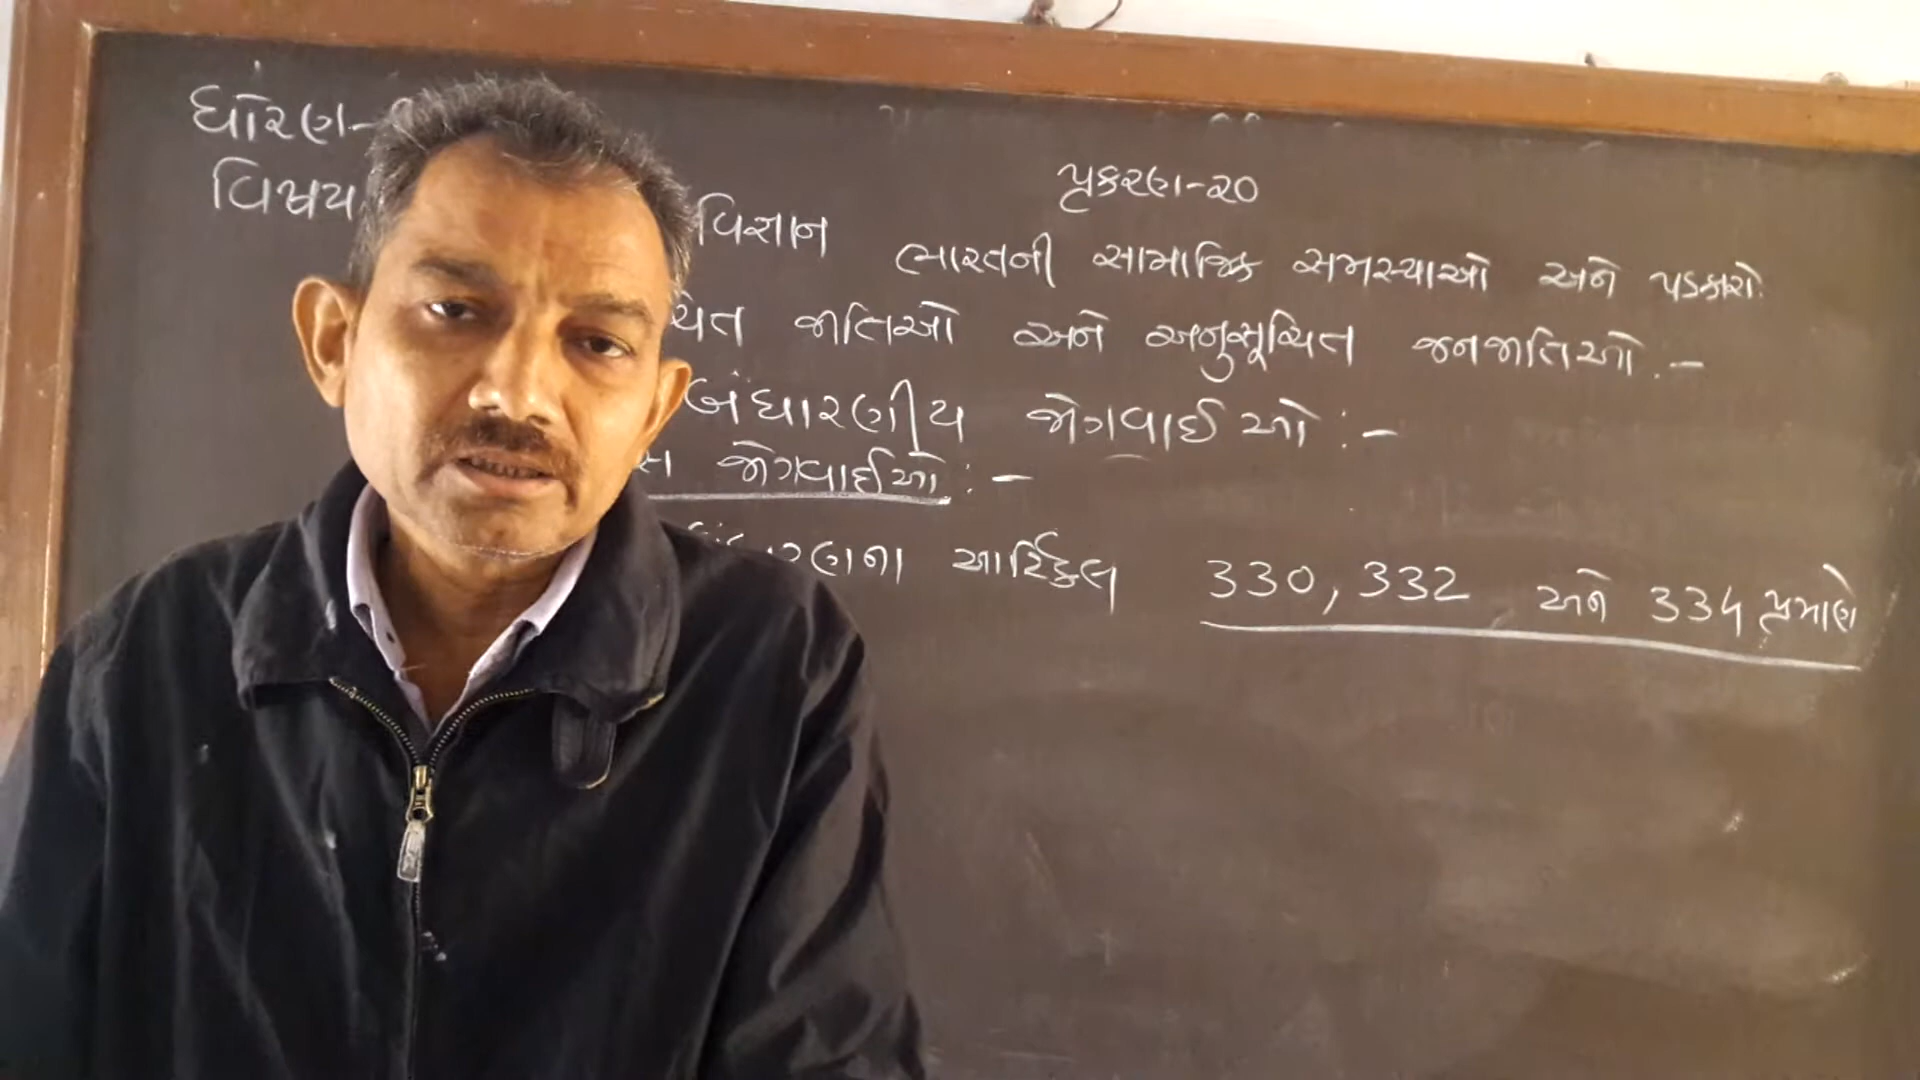 ધોરણ-
પ્રકરણ-૨૦
વિષય
વિજ્ઞાન
ભારતની સામાજિક સમસ્યાઓ અને પડકારો
જાતિઓ અને અનુસૂચિત જનજાતિઓ.-
બંધારણીય જોગવાઈઓ :-
જોગવાઈઓ :-
આર્ટિકલ 330, 332 અને 334 પ્રમાણે